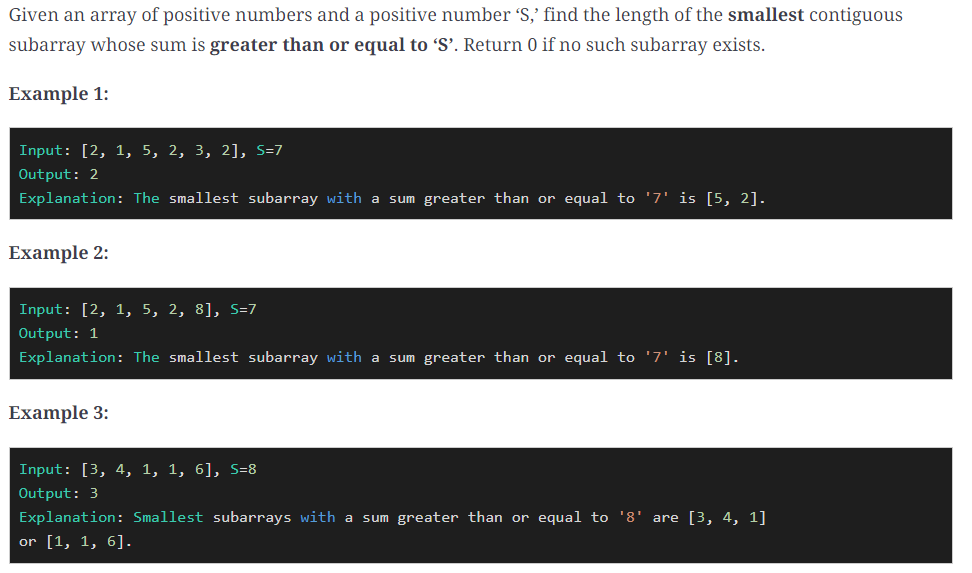 Given an array of positive numbers and a positive number ‘S,’ find the length of the smallest contiguous
subarray whose sum is greater than or equal to ‘S’. Return 0 if no such subarray exists.
Example 1:
Input: [2, 1, 5, 2, 3, 2], S=7
Output: 2
Explanation: The smallest subarray with a sum greater than or equal to '7' is [5, 2].
Example 2:
Input: [2, 1, 5, 2, 8], S=7
Output: 1
Explanation: The smallest subarray with a sum greater than or equal to '7' is [8].
Example 3:
Input: [3, 4, 1, 1, 6], S=8
Output: 3
Explanation: Smallest subarrays with a sum greater than or equal to '8' are [3, 4, 1]
or [1, 1, 6].